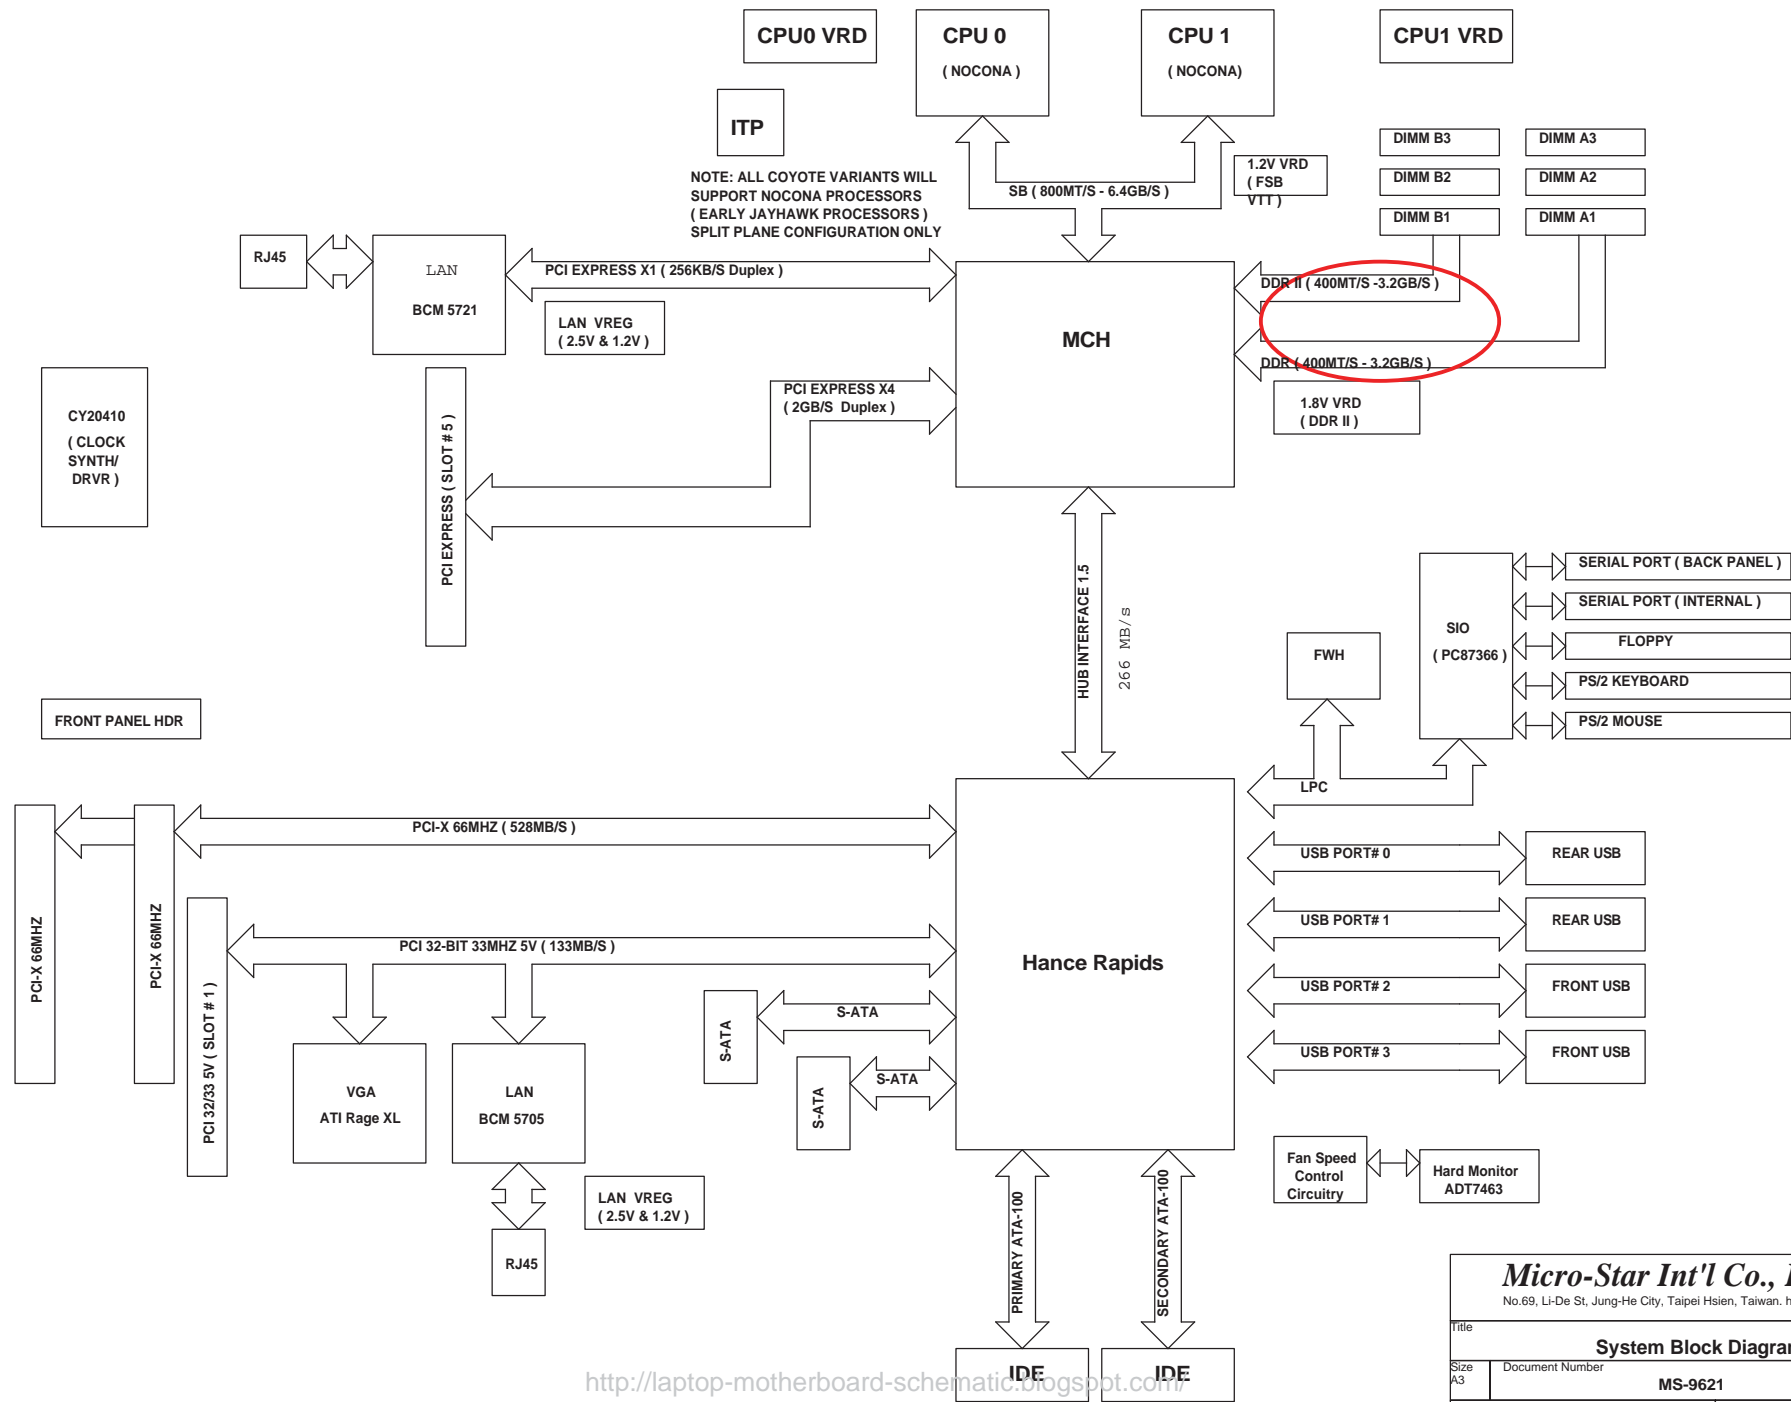 CPU0 VRD
CPU 0
( NOCONA )
CPU 1
( NOCONA)
CPU1 VRD
ITP
NOTE: ALL COYOTE VARIANTS WILL
SUPPORT NOCONA PROCESSORS
( EARLY JAYHAWK PROCESSORS )
SPLIT PLANE CONFIGURATION ONLY
SB ( 800MT/S - 6.4GB/S )
1.2V VRD
( FSB
VTT )
DIMM B3
DIMM A3
DIMM B2
DIMM A2
DIMM B1
DIMM A1
RJ45
LAN
BCM 5721
PCI EXPRESS X1 ( 256KB/S Duplex )
LAN VREG
( 2.5V & 1.2V )
MCH
DDR II ( 400MT/S -3.2GB/S )
DDR ( 400MT/S - 3.2GB/S )
1.8V VRD
( DDR II )
PCI EXPRESS X4
( 2GB/S Duplex )
CY20410
( CLOCK
SYNTH/
DRVR )
PCI EXPRESS ( SLOT # 5 )
HUB INTERFACE 1.5
266 MB/s
SERIAL PORT ( BACK PANEL )
SERIAL PORT ( INTERNAL )
FLOPPY
PS/2 KEYBOARD
PS/2 MOUSE
SIO
( PC87366 )
FWH
LPC
FRONT PANEL HDR
PCI-X 66MHZ ( 528MB/S )
PCI-X 66MHZ
PCI-X 66MHZ
PCI 32/33 5V ( SLOT # 1 )
PCI 32-BIT 33MHZ 5V ( 133MB/S )
Hance Rapids
USB PORT# 0
REAR USB
USB PORT# 1
REAR USB
USB PORT# 2
FRONT USB
USB PORT# 3
FRONT USB
S-ATA
S-ATA
S-ATA
S-ATA
VGA
ATI Rage XL
LAN
BCM 5705
LAN VREG
( 2.5V & 1.2V )
RJ45
PRIMARY ATA-100
SECONDARY ATA-100
IDE
IDE
Fan Speed
Control
Circuitry
Hard Monitor
ADT7463
Micro-Star Int'l Co.,
No.69, Li-De St, Jung-He City, Taipei Hsien, Taiwan.
Title
System Block Diagra
Size
A3
Document Number
MS-9621
http://laptop-motherboard-schematic.blogspot.com/